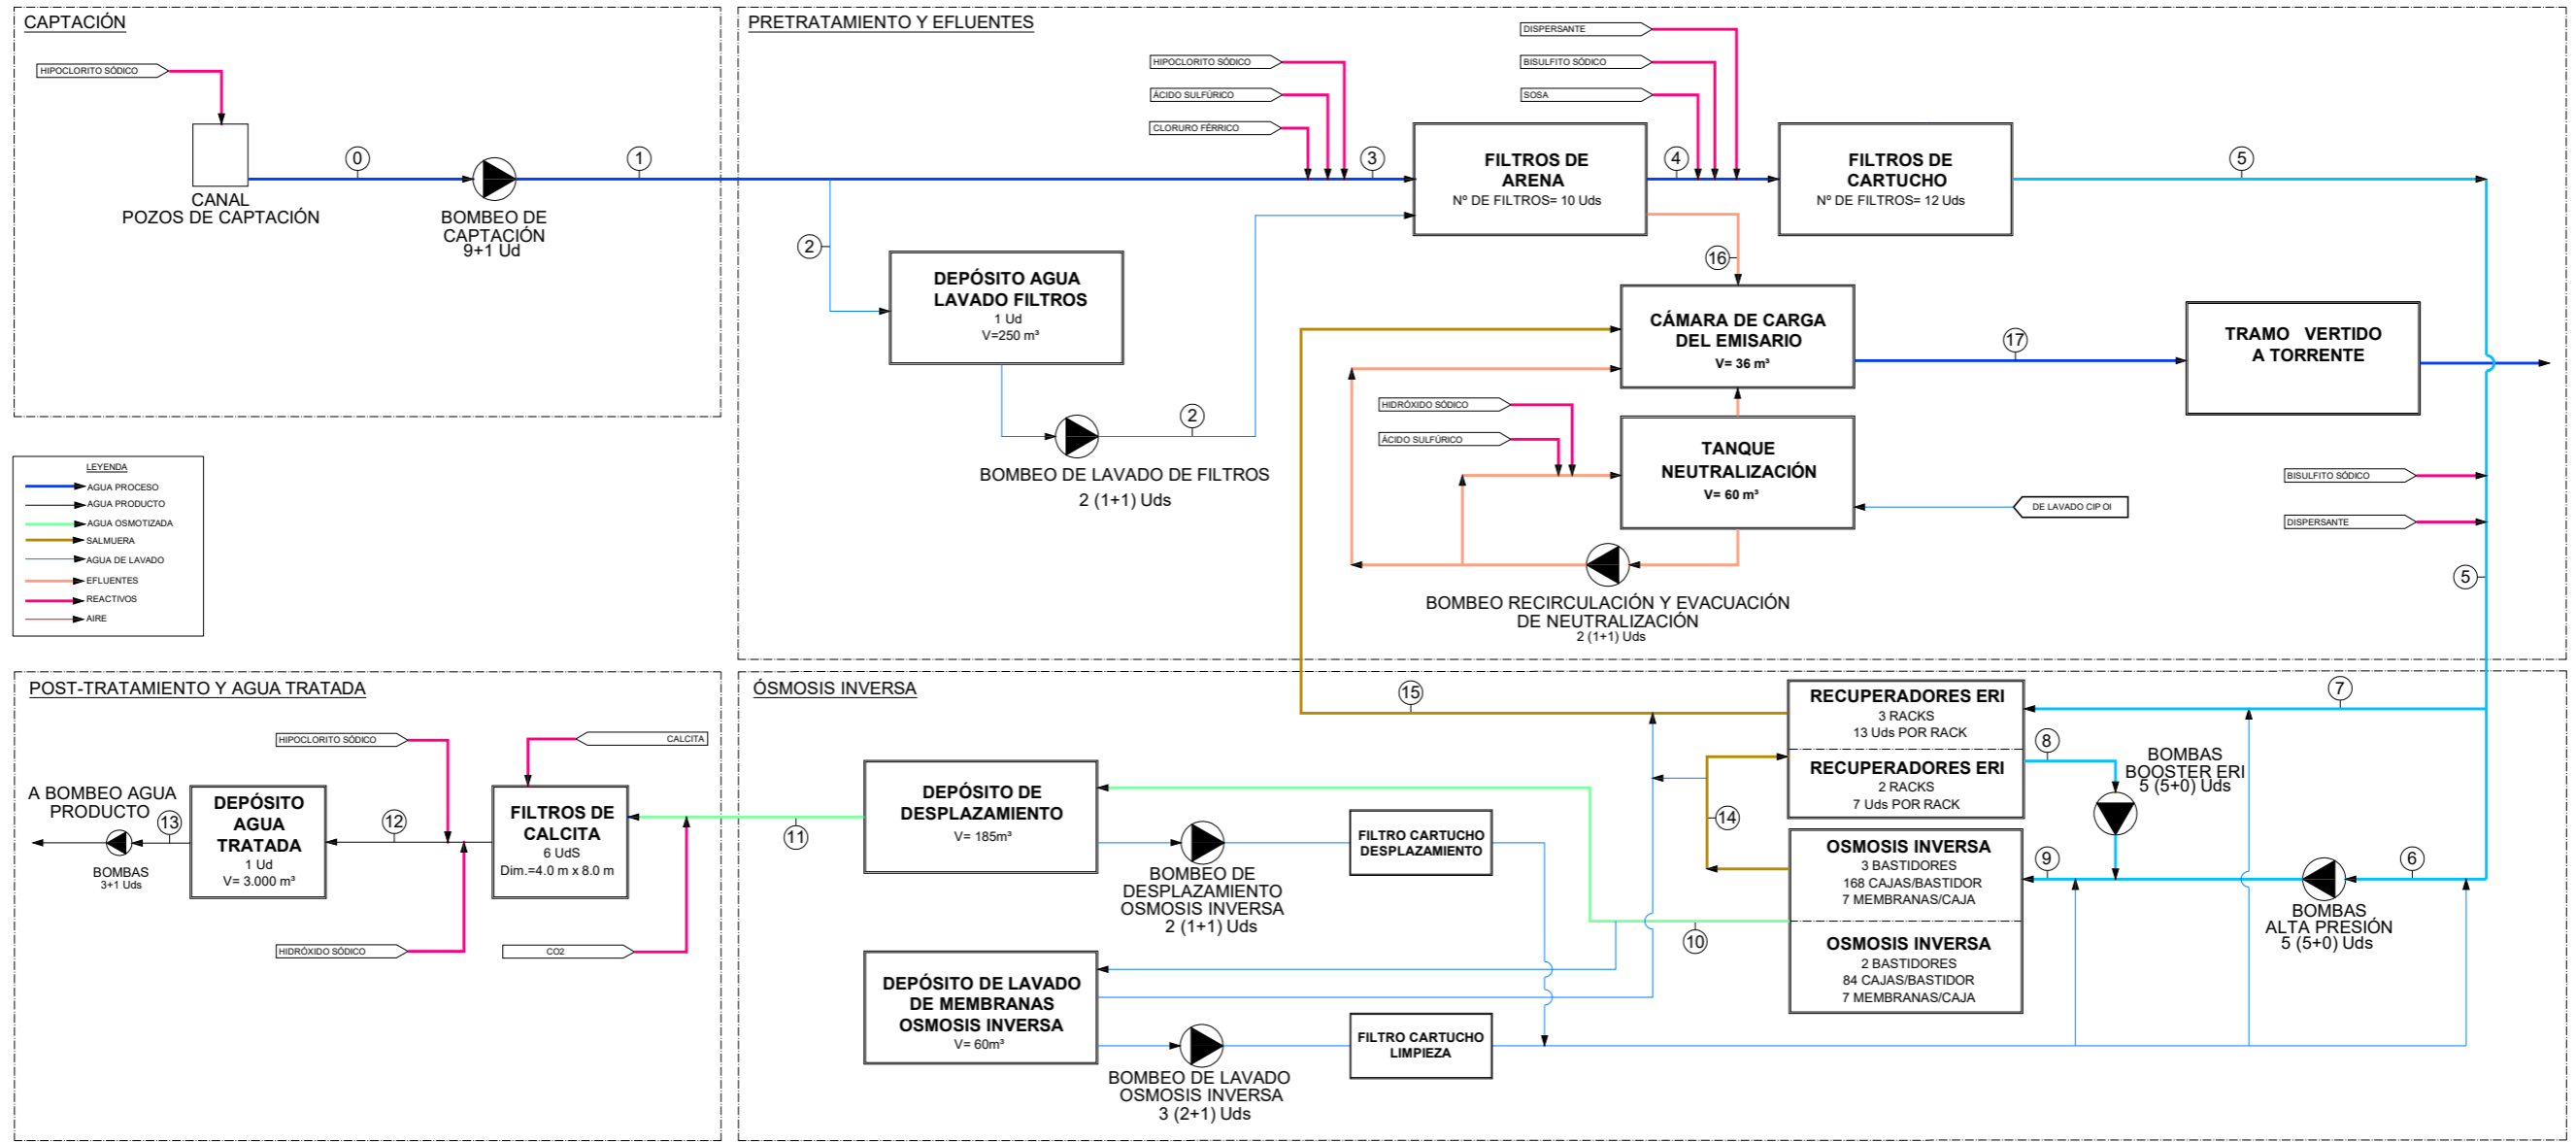 CAPTACIÓN
HIPOCLORITO SÓDICO
CANAL
POZOS DE CAPTACIÓN
0
BOMBEO DE
CAPTACIÓN
9+1 Ud
1
PRETRATAMIENTO Y EFLUENTES
HIPOCLORITO SÓDICO
ÁCIDO SULFÚRICO
CLORURO FÉRRICO
3
DISPERSANTE
BISULFITO SÓDICO
SOSA
FILTROS DE
ARENA
Nº DE FILTROS= 10 Uds
4
FILTROS DE
CARTUCHO
Nº DE FILTROS= 12 Uds
5
2
DEPÓSITO AGUA
LAVADO FILTROS
1 Ud
V=250 m³
2
BOMBEO DE LAVADO DE FILTROS
2 (1+1) Uds
16
CÁMARA DE CARGA
DEL EMISARIO
V= 36 m³
17
TRAMO VERTIDO
A TORRENTE
HIDRÓXIDO SÓDICO
ÁCIDO SULFÚRICO
TANQUE
NEUTRALIZACIÓN
V= 60 m³
DE LAVADO CIP OI
BISULFITO SÓDICO
DISPERSANTE
5
BOMBEO RECIRCULACIÓN Y EVACUACIÓN
DE NEUTRALIZACIÓN
2 (1+1) Uds
LEYENDA
AGUA PROCESO
AGUA PRODUCTO
AGUA OSMOTIZADA
SALMUERA
AGUA DE LAVADO
EFLUENTES
REACTIVOS
AIRE
POST-TRATAMIENTO Y AGUA TRATADA
HIPOCLORITO SÓDICO
CALCITA
A BOMBEO AGUA
PRODUCTO
13
BOMBAS
3+1 Uds
DEPÓSITO
AGUA
TRATADA
1 Ud
V= 3.000 m³
12
FILTROS DE
CALCITA
6 UdS
Dim.=4.0 m x 8.0 m
HIDRÓXIDO SÓDICO
CO2
11
ÓSMOSIS INVERSA
15
DEPÓSITO DE
DESPLAZAMIENTO
V= 185m³
BOMBEO DE
DESPLAZAMIENTO
OSMOSIS INVERSA
2 (1+1) Uds
FILTRO CARTUCHO
DESPLAZAMIENTO
DEPÓSITO DE LAVADO
DE MEMBRANAS
OSMOSIS INVERSA
V= 60m³
BOMBEO DE LAVADO
OSMOSIS INVERSA
3 (2+1) Uds
FILTRO CARTUCHO
LIMPIEZA
RECUPERADORES ERI
3 RACKS
13 Uds POR RACK
RECUPERADORES ERI
2 RACKS
7 Uds POR RACK
14
7
8
BOMBAS
BOOSTER ERI
5 (5+0) Uds
OSMOSIS INVERSA
3 BASTIDORES
168 CAJAS/BASTIDOR
7 MEMBRANAS/CAJA
OSMOSIS INVERSA
2 BASTIDORES
84 CAJAS/BASTIDOR
7 MEMBRANAS/CAJA
9
6
10
BOMBAS
ALTA PRESIÓN
5 (5+0) Uds